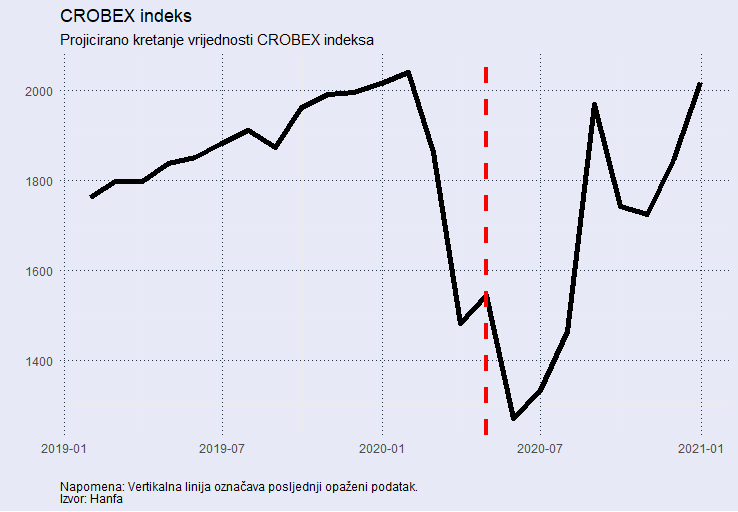 CROBEX indeks
Projicirano kretanje vrijednosti CROBEX indeksa
2000
1800
1600
1400
2019-01 2019-07 2020-01 2020-07 2021-01
Napomena: Vertikalna linija označava posljednji opaženi podatak.
Izvor: Hanfa